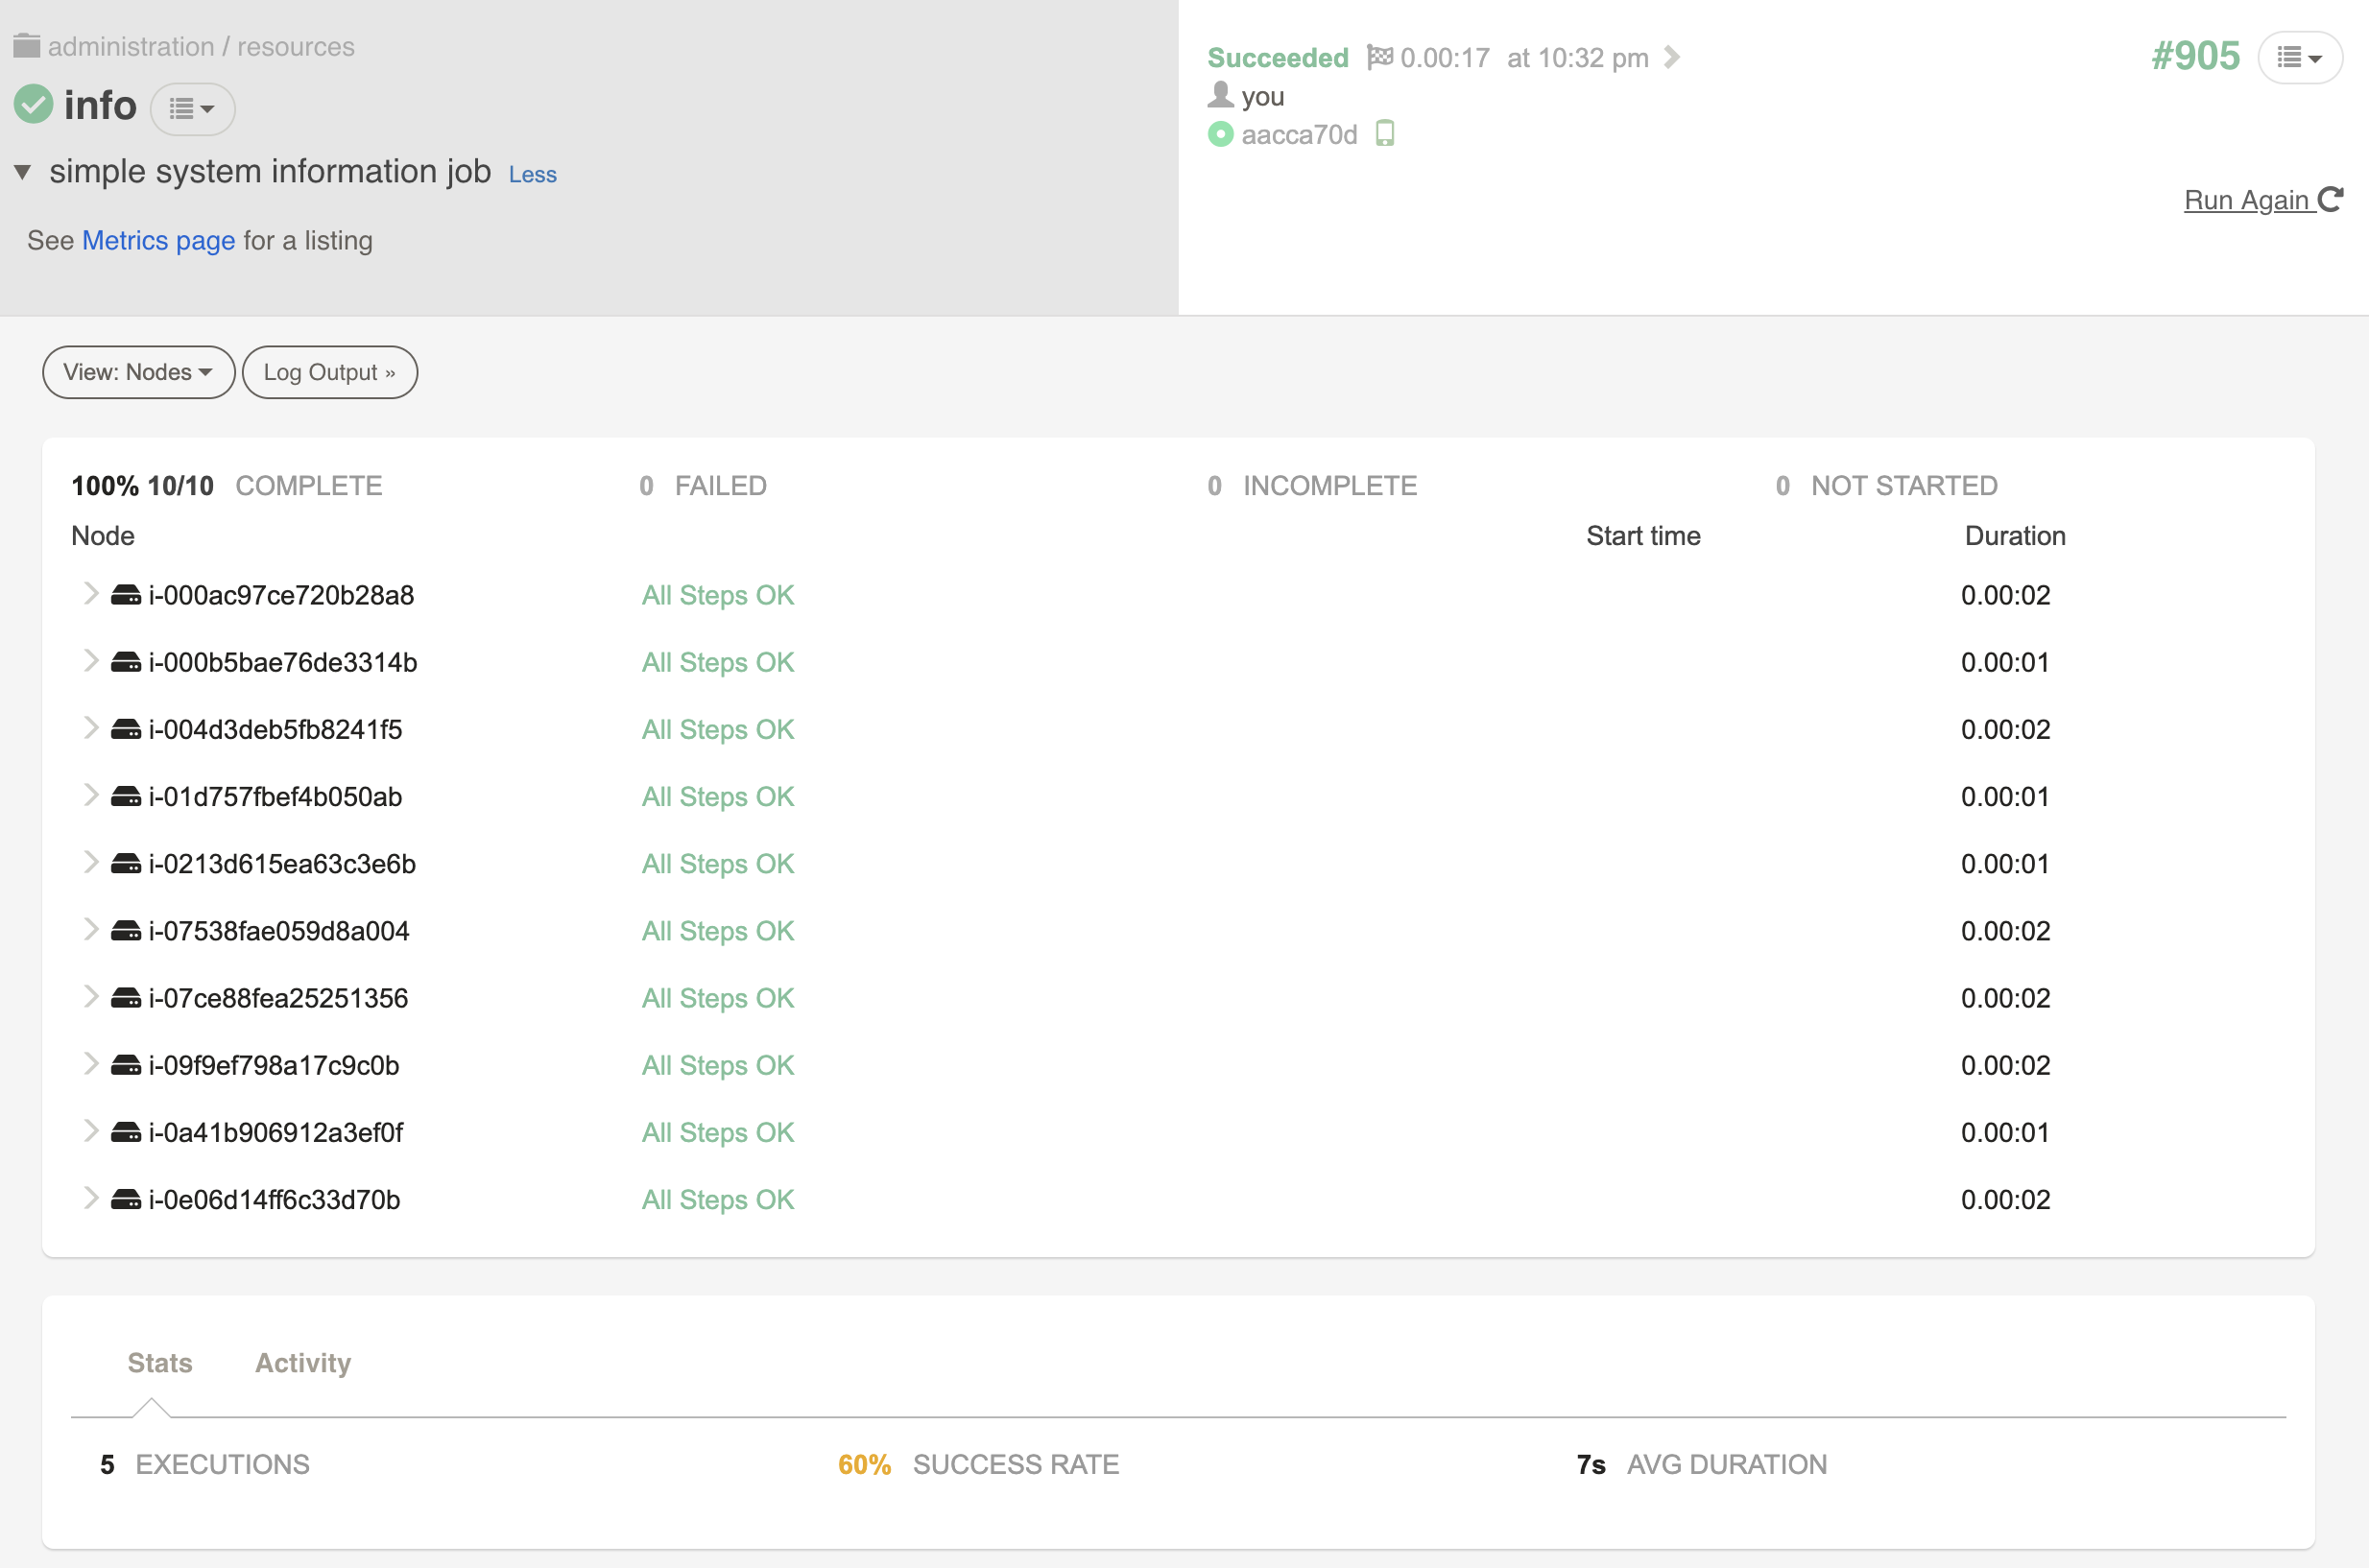 administration / resources
info
simple system information job Less
See Metrics page for a listing
Succeeded 0.00:17 at 10:32 pm
#905
you
aacca70d
Run Again
View: Nodes
Log Output »
100% 10/10 COMPLETE 0 FAILED 0 INCOMPLETE 0 NOT STARTED
Node Start time Duration
i-000ac97ce720b28a8 All Steps OK 0.00:02
i-000b5bae76de3314b All Steps OK 0.00:01
i-004d3deb5fb8241f5 All Steps OK 0.00:02
i-01d757fbef4b050ab All Steps OK 0.00:01
i-0213d615ea63c3e6b All Steps OK 0.00:01
i-07538fae059d8a004 All Steps OK 0.00:02
i-07ce88fea25251356 All Steps OK 0.00:02
i-09f9ef798a17c9c0b All Steps OK 0.00:02
i-0a41b906912a3ef0f All Steps OK 0.00:01
i-0e06d14ff6c33d70b All Steps OK 0.00:02
Stats Activity
5 EXECUTIONS 60% SUCCESS RATE 7s AVG DURATION